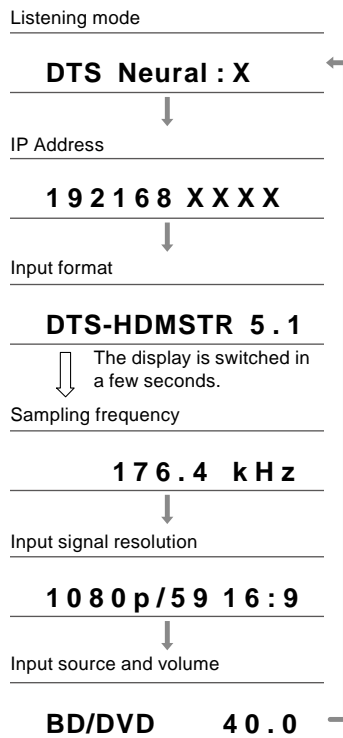 Listening mode
DTS Neural : X
IP Address
192168 XXXX
Input format
DTS-HDMSTR 5.1
The display is switched in
a few seconds.
Sampling frequency
176.4 kHz
Input signal resolution
1080p/59 16:9
Input source and volume
BD/DVD 40.0